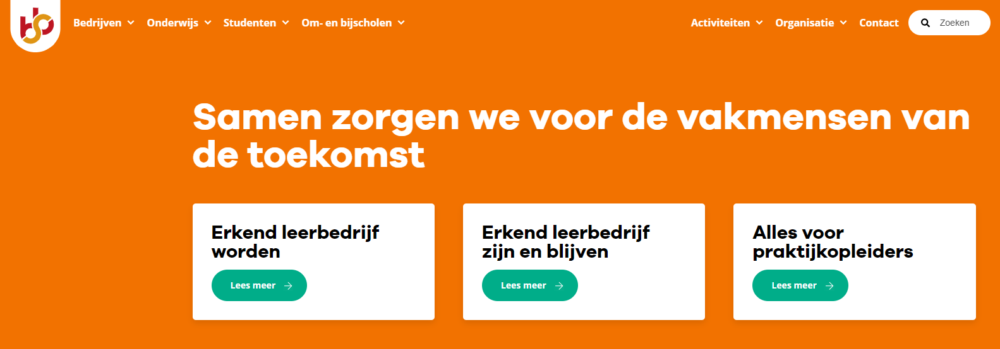 Bedrijven Onderwijs Studenten Om- en bijscholen Activiteiten Organisatie Contact Zoeken
Samen zorgen we voor de vakmensen van
de toekomst
Erkend leerbedrijf
worden
Lees meer
Erkend leerbedrijf
zijn en blijven
Lees meer
Alles voor
praktijkopleiders
Lees meer